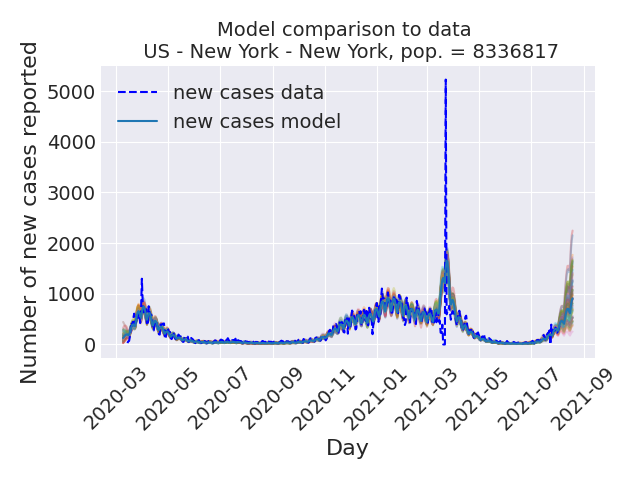 Model comparison to data
US - New York - New York, pop. = 8336817
Number of new cases reported
5000
4000
3000
2000
1000
0
new cases data
new cases model
2020-03
2020-05
2020-07
2020-09
2020-11
2021-01
2021-03
2021-05
2021-07
2021-09
Day